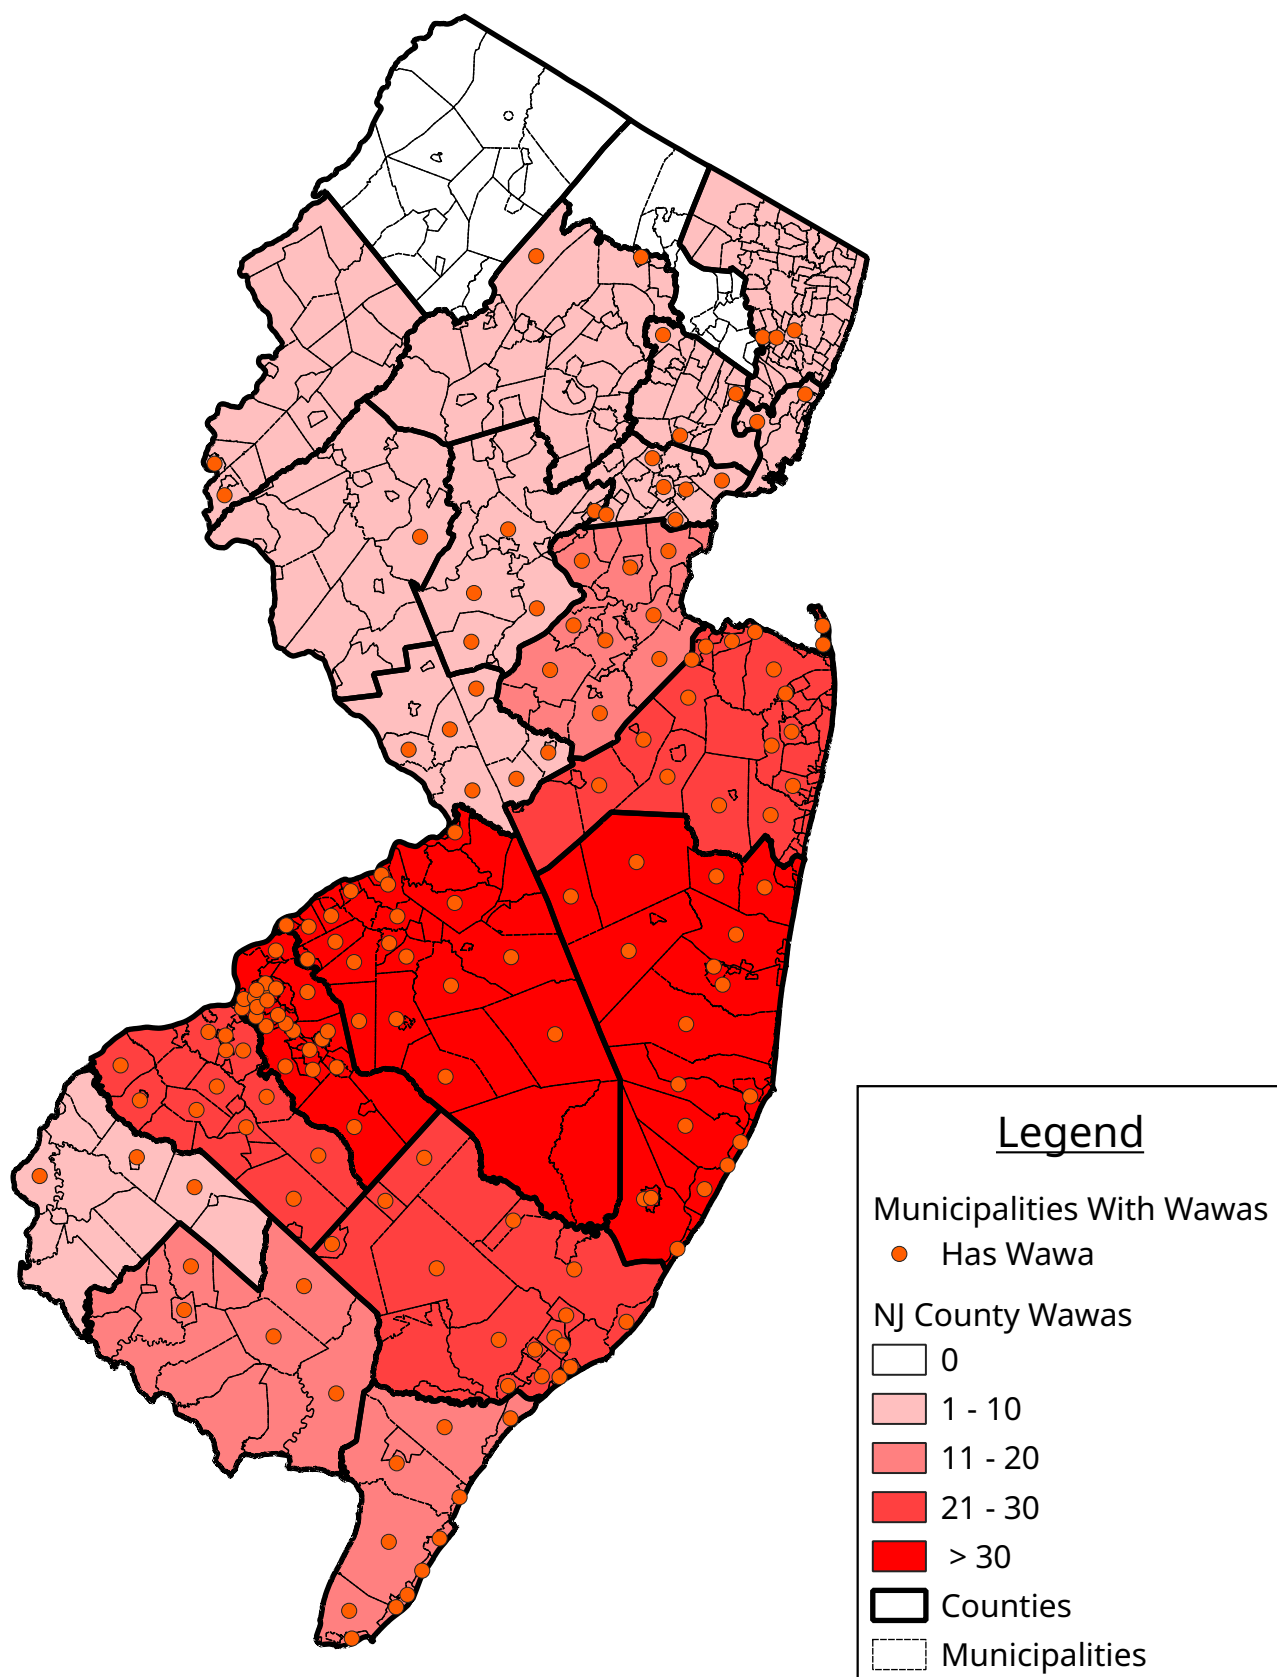 Legend
Municipalities With Wawas
Has Wawa
NJ County Wawas
0
1 - 10
11 - 20
21 - 30
> 30
Counties
Municipalities